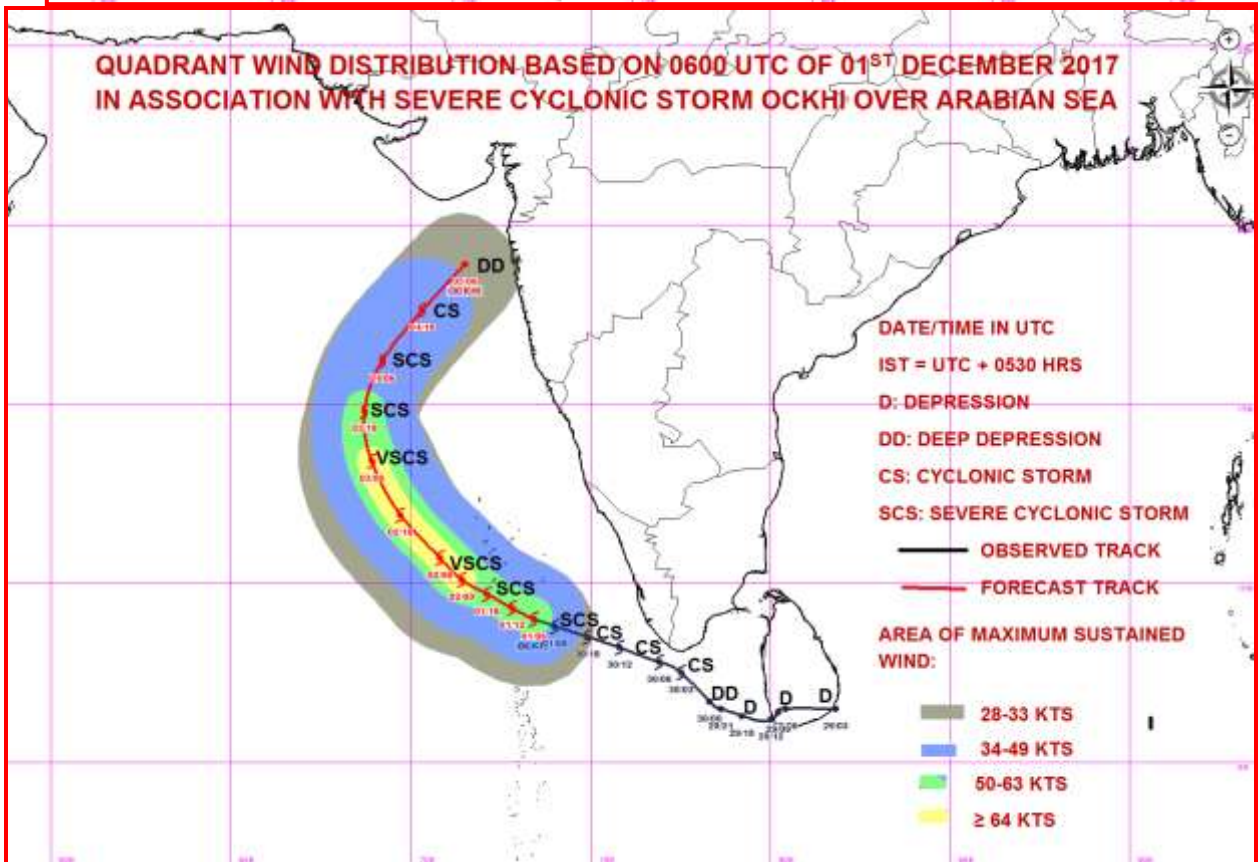 QUADRANT WIND DISTRIBUTION BASED ON 0600 UTC OF 01ST DECEMBER 2017
IN ASSOCIATION WITH SEVERE CYCLONIC STORM OCKHI OVER ARABIAN SEA
DD
CS
SCS
SCS
VSCS
VSCS
SCS
SCS
CS
CS
CS
DD
D
D
D
30/12
DATE/TIME IN UTC
IST = UTC + 0530 HRS
D: DEPRESSION
DD: DEEP DEPRESSION
CS: CYCLONIC STORM
SCS: SEVERE CYCLONIC STORM
OBSERVED TRACK
FORECAST TRACK
AREA OF MAXIMUM SUSTAINED
WIND:
28-33 KTS
34-49 KTS
50-63 KTS
≥ 64 KTS